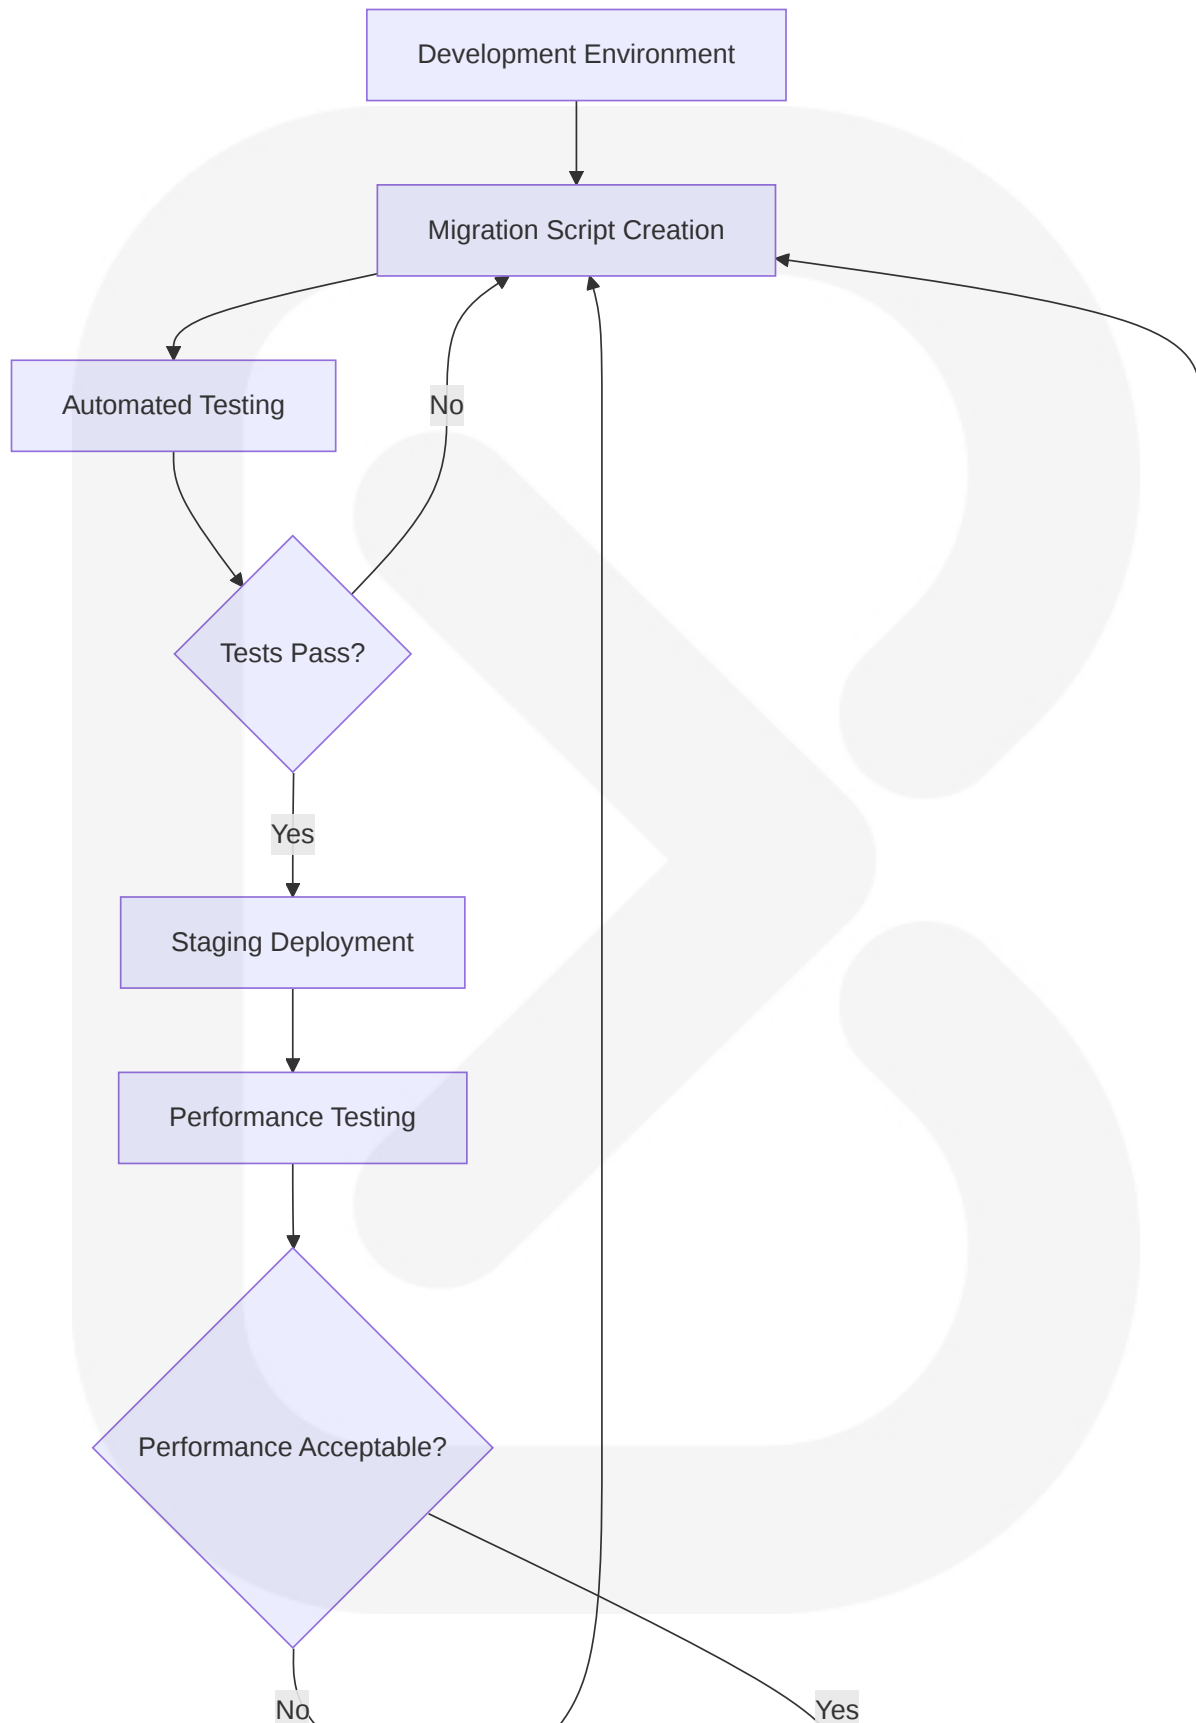 Development Environment
Migration Script Creation
Automated Testing
No
Tests Pass?
Yes
Staging Deployment
Performance Testing
Performance Acceptable?
No
Yes